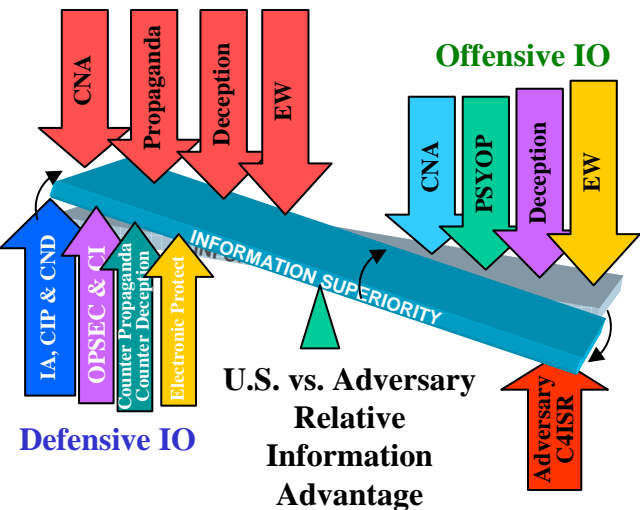 CNA
Propaganda
Deception
EW
Offensive IO
CNA
PSYOP
Deception
EW
INFORMATION SUPERIORITY
IA, CIP & CND
OPSEC & CI
Counter Propaganda
Counter Deception
Electronic Protect
Defensive IO
U.S. vs. Adversary
Relative
Information
Advantage
Adversary
C4ISR